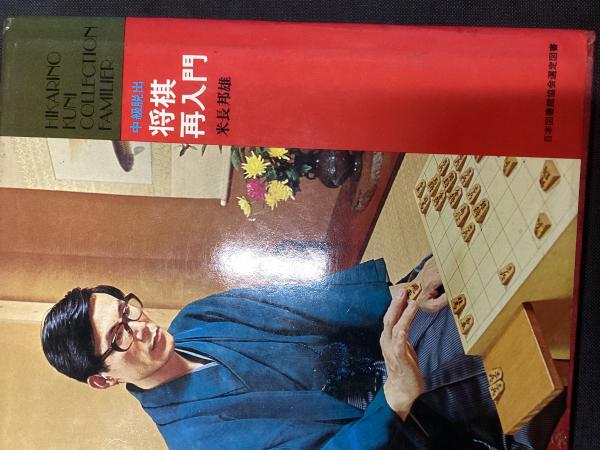 HIKARINO
KUNI
COLLECTION
FAMILIER
中級脱出
将棋
再入門
米長邦雄
日本図書館協会選定図書